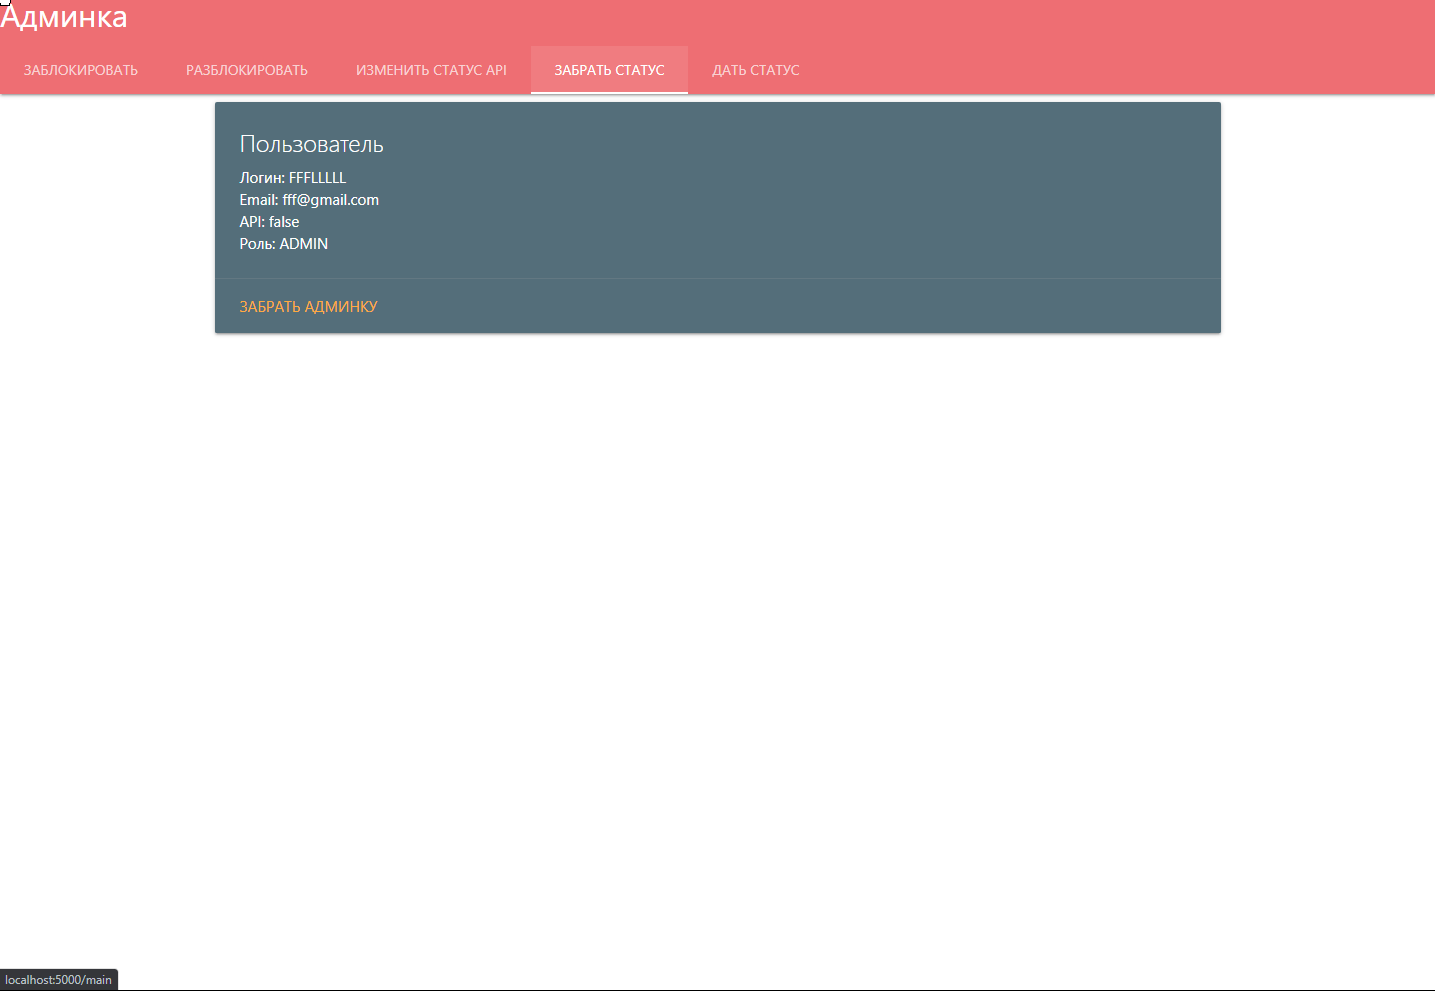 Админка
ЗАБЛОКИРОВАТЬ РАЗБЛОКИРОВАТЬ ИЗМЕНИТЬ СТАТУС API ЗАБРАТЬ СТАТУС ДАТЬ СТАТУС
Пользователь
Логин: FFFLLLLL
Email: fff@gmail.com
API: false
Роль: ADMIN
ЗАБРАТЬ АДМИНКУ
localhost:5000/main